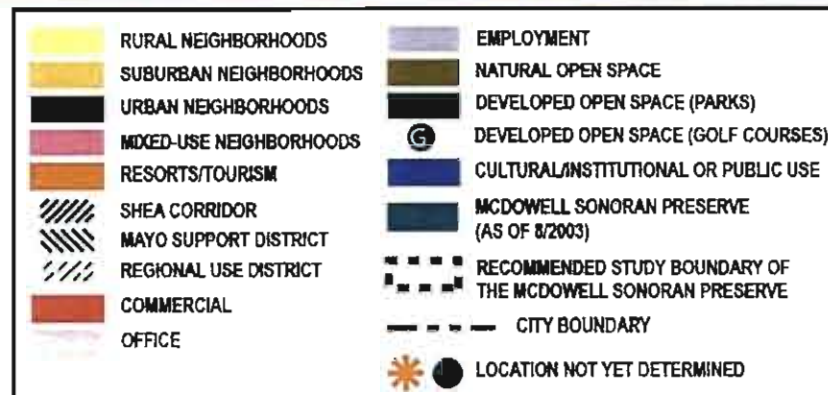 RURAL NEIGHBORHOODS
SUBURBAN NEIGHBORHOODS
URBAN NEIGHBORHOODS
MIXED-USE NEIGHBORHOODS
RESORTS/TOURISM
SHEA CORRIDOR
MAYO SUPPORT DISTRICT
REGIONAL USE DISTRICT
COMMERCIAL
OFFICE
EMPLOYMENT
NATURAL OPEN SPACE
DEVELOPED OPEN SPACE (PARKS)
G DEVELOPED OPEN SPACE (GOLF COURSES)
CULTURAL/INSTITUTIONAL OR PUBLIC USE
MCDOWELL SONORAN PRESERVE
(AS OF 8/2003)
RECOMMENDED STUDY BOUNDARY OF
THE MCDOWELL SONORAN PRESERVE
CITY BOUNDARY
LOCATION NOT YET DETERMINED